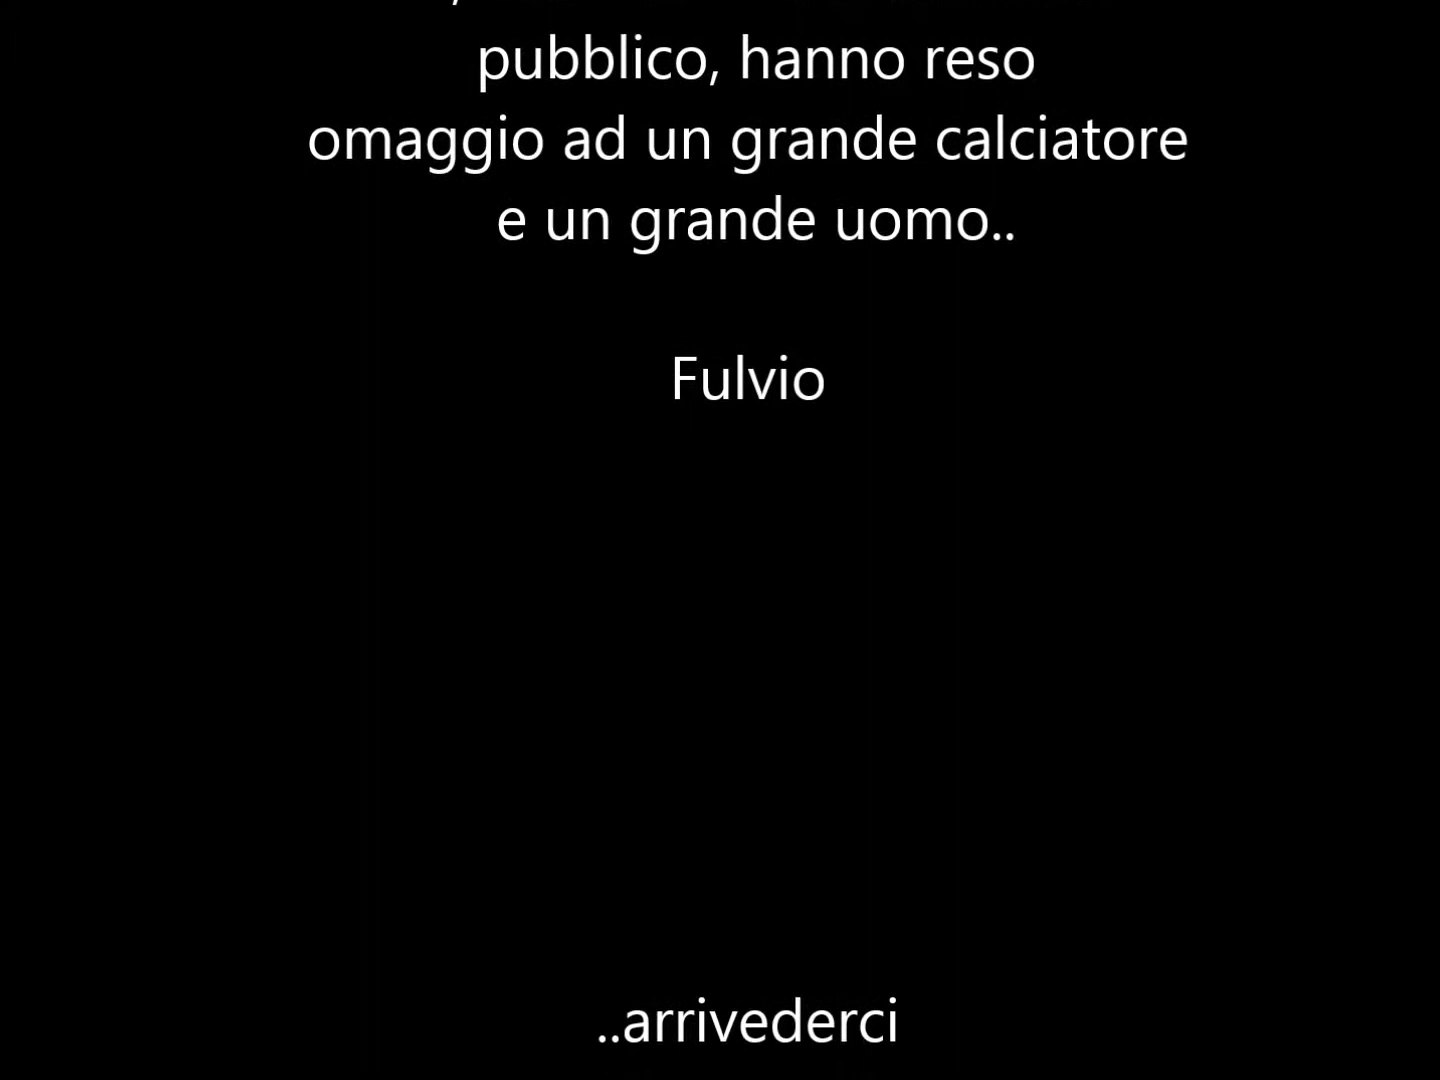 pubblico, hanno reso
omaggio ad un grande calciatore
e un grande uomo..
Fulvio
..arrivederci